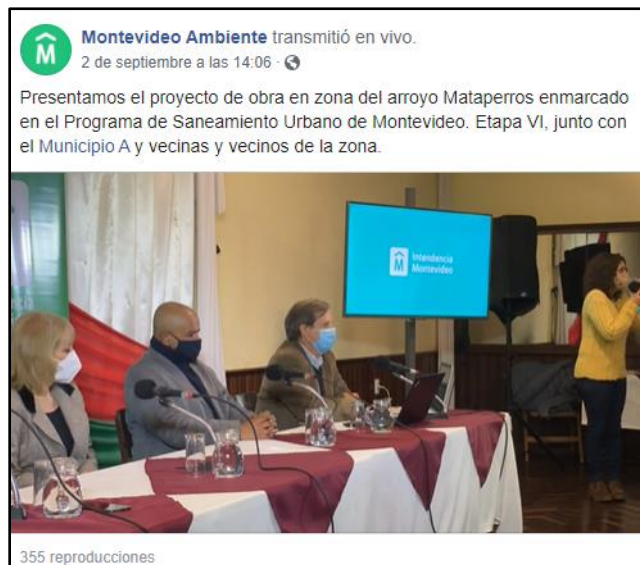 Montevideo Ambiente transmitió en vivo.
2 de septiembre a las 14:06 ·
Presentamos el proyecto de obra en zona del arroyo Mataperros enmarcado
en el Programa de Saneamiento Urbano de Montevideo. Etapa VI, junto con
el Municipio A y vecinas y vecinos de la zona.
Intendencia
Montevideo
355 reproducciones